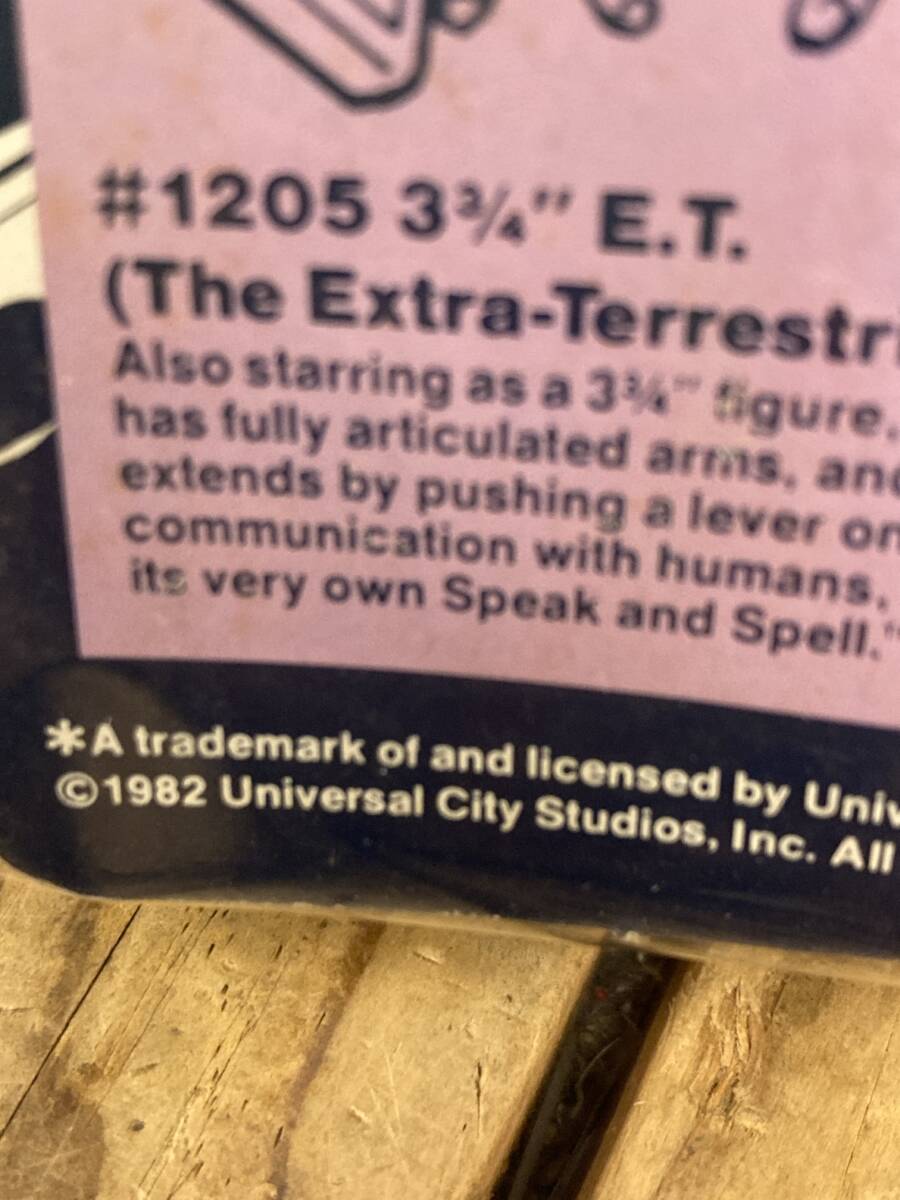 #1205 3¾" E.T.
(The Extra-Terrestri
Also starring as a 3¾" figure.
has fully articulated arms, and
extends by pushing a lever on
communication with humans,
its very own Speak and Spell."
*A trademark of and licensed by Univ
©1982 Universal City Studios, Inc. All